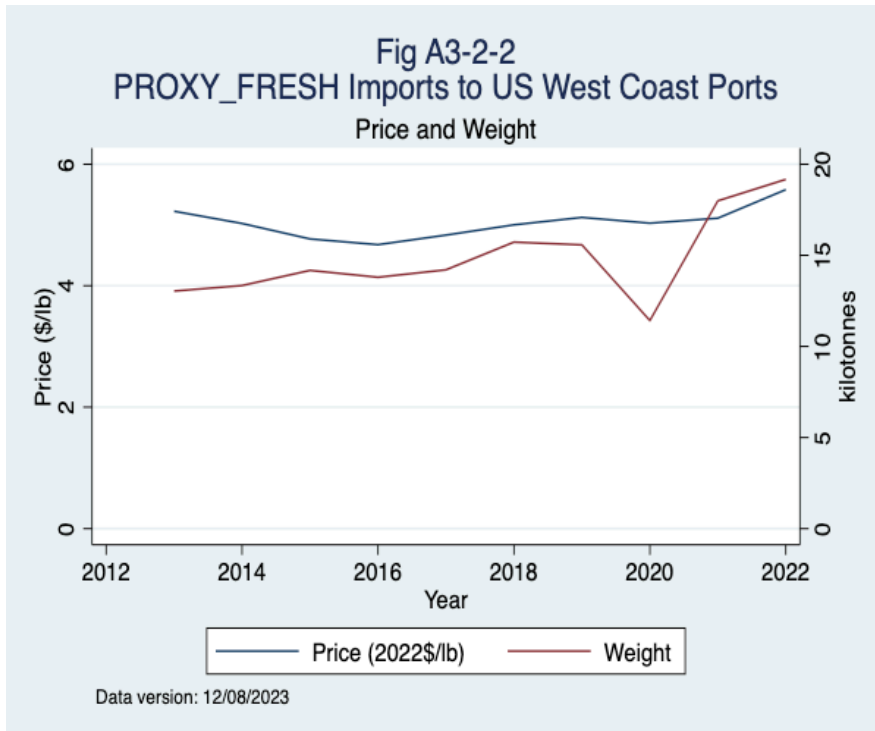 Fig A3-2-2
PROXY_FRESH Imports to US West Coast Ports
Price and Weight
Price ($/lb)
6
4
2
0
20
15
10
5
0
kilotonnes
2012 2014 2016 2018 2020 2022
Year
Price (2022$/lb) Weight
Data version: 12/08/2023